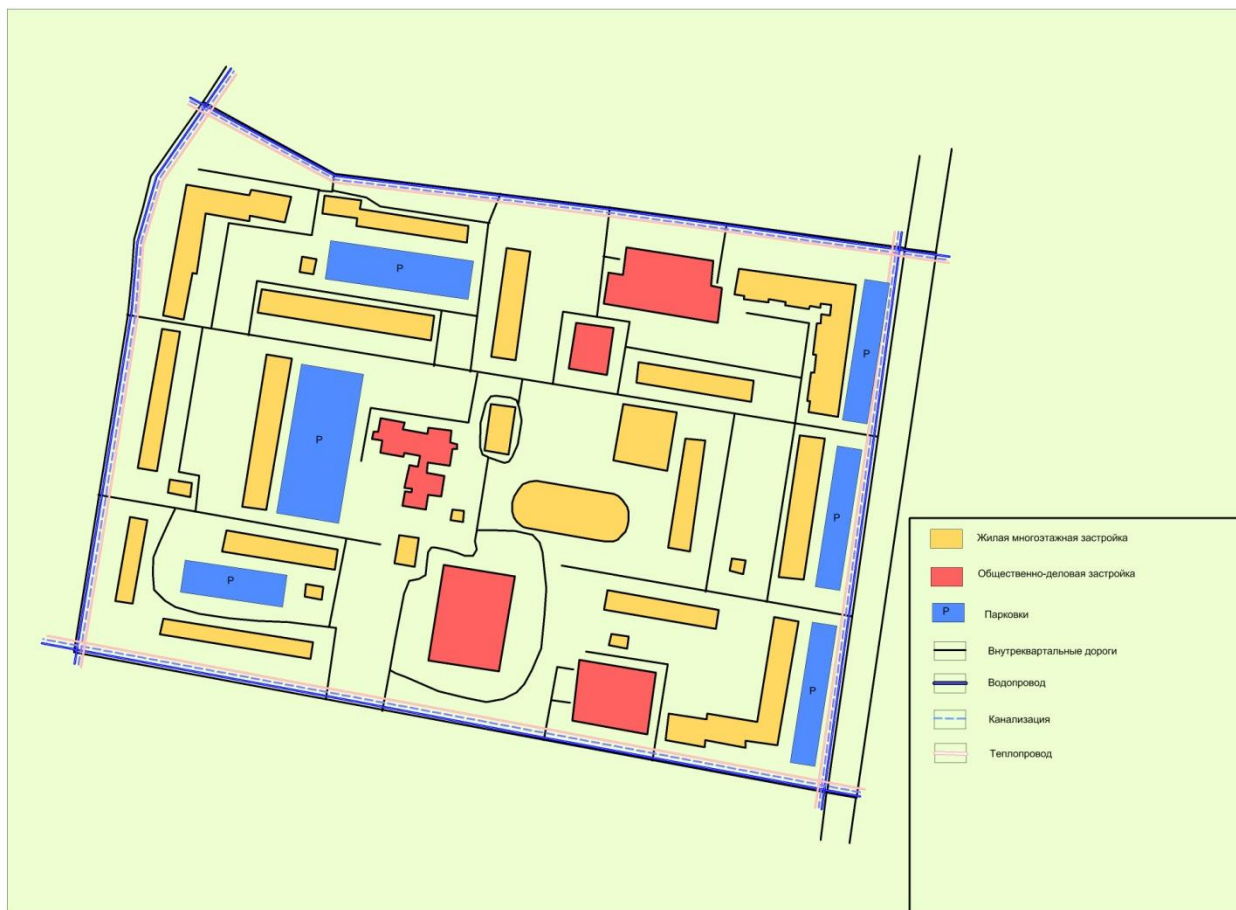 P
P
P
P
P
P
Жилая многоэтажная застройка
Общественно-деловая застройка
P
Парковки
Внутреквартальные дороги
Водопровод
Канализация
Теплопровод